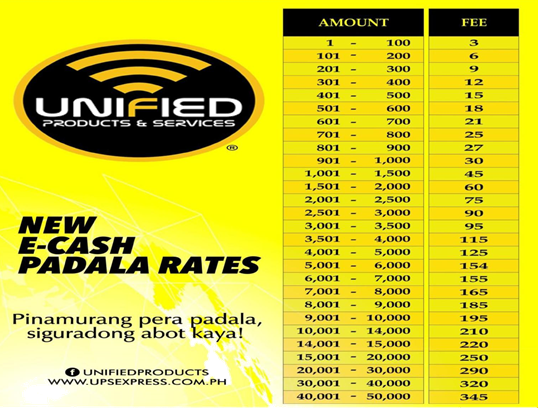 UNIFIED
PRODUCTS & SERVICES
®
NEW
E-CASH
PADALA RATES
Pinamurang pera padala,
siguradong abot kaya!
UNIFIEDPRODUCTS
WWW.UPSEXPRESS.COM.PH
AMOUNT FEE
1 - 100 3
101 - 200 6
201 - 300 9
301 - 400 12
401 - 500 15
501 - 600 18
601 - 700 21
701 - 800 25
801 - 900 27
901 - 1,000 30
1,001 - 1,500 45
1,501 - 2,000 60
2,001 - 2,500 75
2,501 - 3,000 90
3,001 - 3,500 95
3,501 - 4,000 115
4,001 - 5,000 125
5,001 - 6,000 154
6,001 - 7,000 155
7,001 - 8,000 165
8,001 - 9,000 185
9,001 - 10,000 195
10,001 - 14,000 210
14,001 - 15,000 220
15,001 - 20,000 250
20,001 - 30,000 290
30,001 - 40,000 320
40,001 - 50,000 345